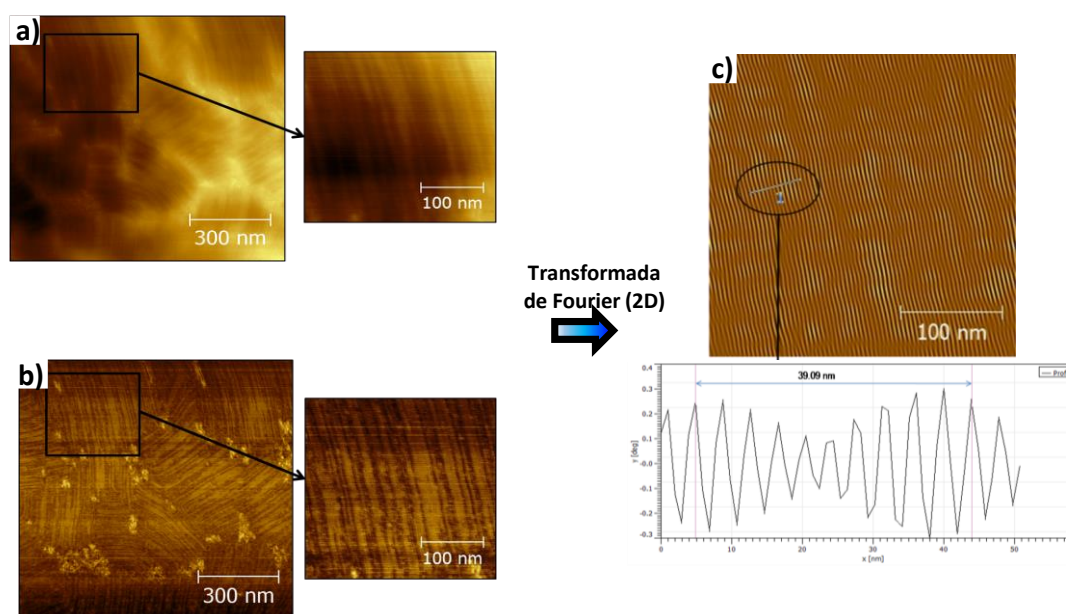 a)
300 nm
100 nm
b)
300 nm
100 nm
Transformada
de Fourier (2D)
c)
1
100 nm
39.09 nm
Prof
y [deg]
0.4
0.3
0.2
0.1
-0.0
-0.1
-0.2
-0.3
0 10 20 30 40 50
x [nm]